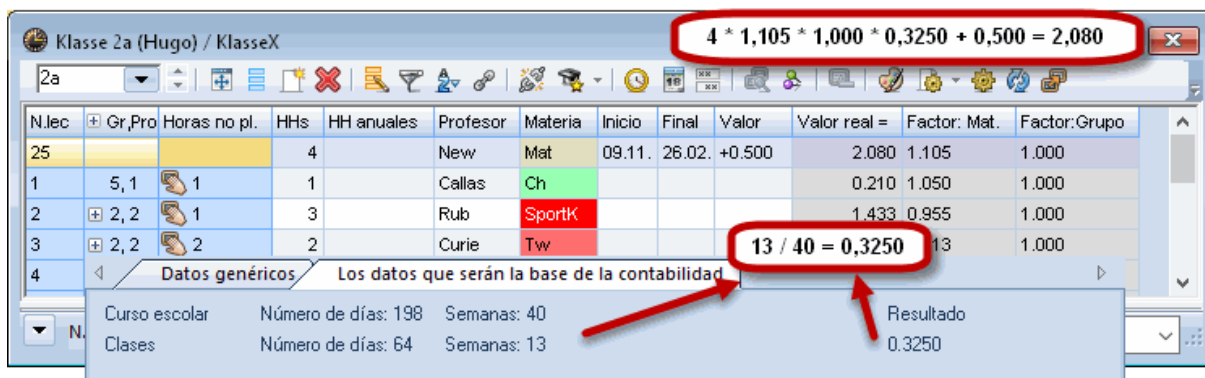 Klasse 2a (Hugo) / KlasseX
4 * 1,105 * 1,000 * 0,3250 + 0,500 = 2,080
2a
N.lec Gr,Pro Horas no pl. HHs HH anuales Profesor Materia Inicio Final Valor Valor real = Factor: Mat. Factor:Grupo
25 4 New Mat 09.11. 26.02. +0.500 2.080 1.105 1.000
1 5, 1 1 1 Callas Ch 0.210 1.050 1.000
2 2, 2 1 3 Rub SportK 1.433 0.955 1.000
3 2, 2 2 2 Curie Tw 13 1.000
13 / 40 = 0,3250
4 Datos genéricos Los datos que serán la base de la contabilidad
Curso escolar Número de días: 198 Semanas: 40 Resultado
N.
Clases Número de días: 64 Semanas: 13 0.3250